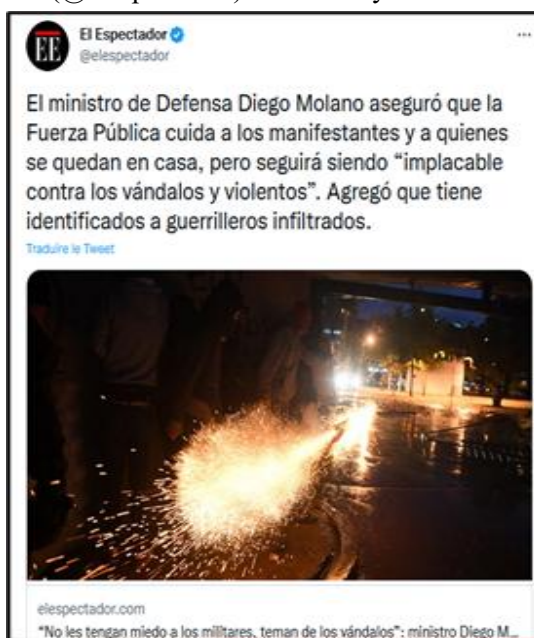 El Espectador
@elespectador
El ministro de Defensa Diego Molano aseguró que la
Fuerza Pública cuida a los manifestantes y a quienes
se quedan en casa, pero seguirá siendo “implacable
contra los vándalos y violentos”. Agregó que tiene
identificados a guerrilleros infiltrados.
Traduire le Tweet
elespectador.com
“No les tengan miedo a los militares, teman de los vándalos”: ministro Diego M...